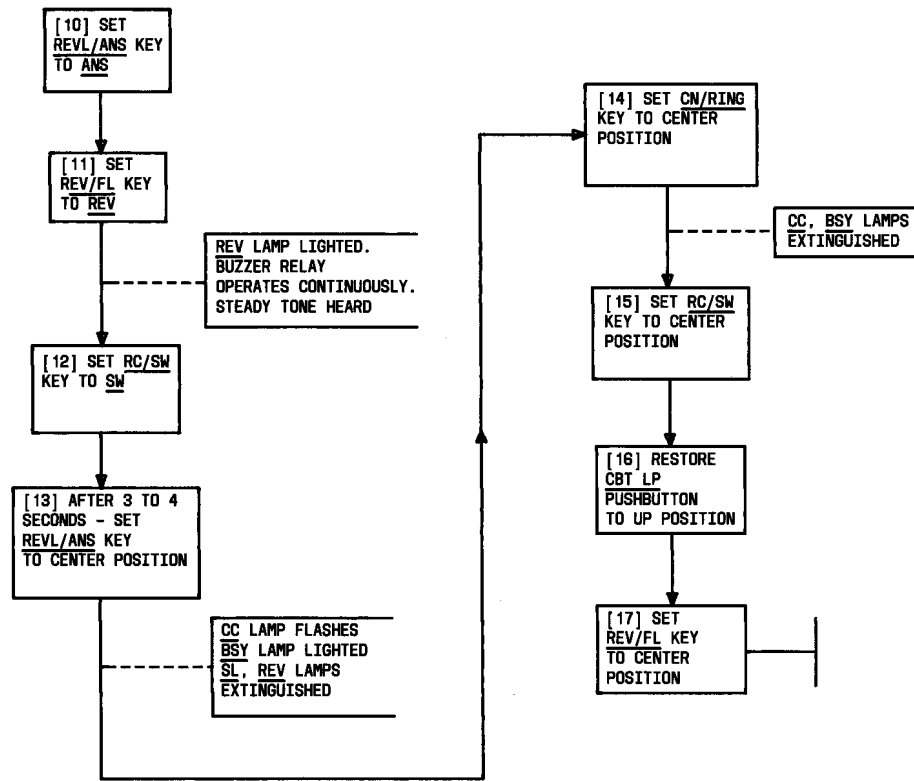 [10] SET
REVL/ANS KEY
TO ANS
[11] SET
REV/FL KEY
TO REV
REV LAMP LIGHTED.
BUZZER RELAY
OPERATES CONTINUOUSLY.
STEADY TONE HEARD
[12] SET RC/SW
KEY TO SW
[13] AFTER 3 TO 4
SECONDS - SET
REVL/ANS KEY
TO CENTER POSITION
CC LAMP FLASHES
BSY LAMP LIGHTED
SL, REV LAMPS
EXTINGUISHED
[14] SET CN/RING
KEY TO CENTER
POSITION
CC, BSY LAMPS
EXTINGUISHED
[15] SET RC/SW
KEY TO CENTER
POSITION
[16] RESTORE
CBT LP
PUSHBUTTON
TO UP POSITION
[17] SET
REV/FL KEY
TO CENTER
POSITION